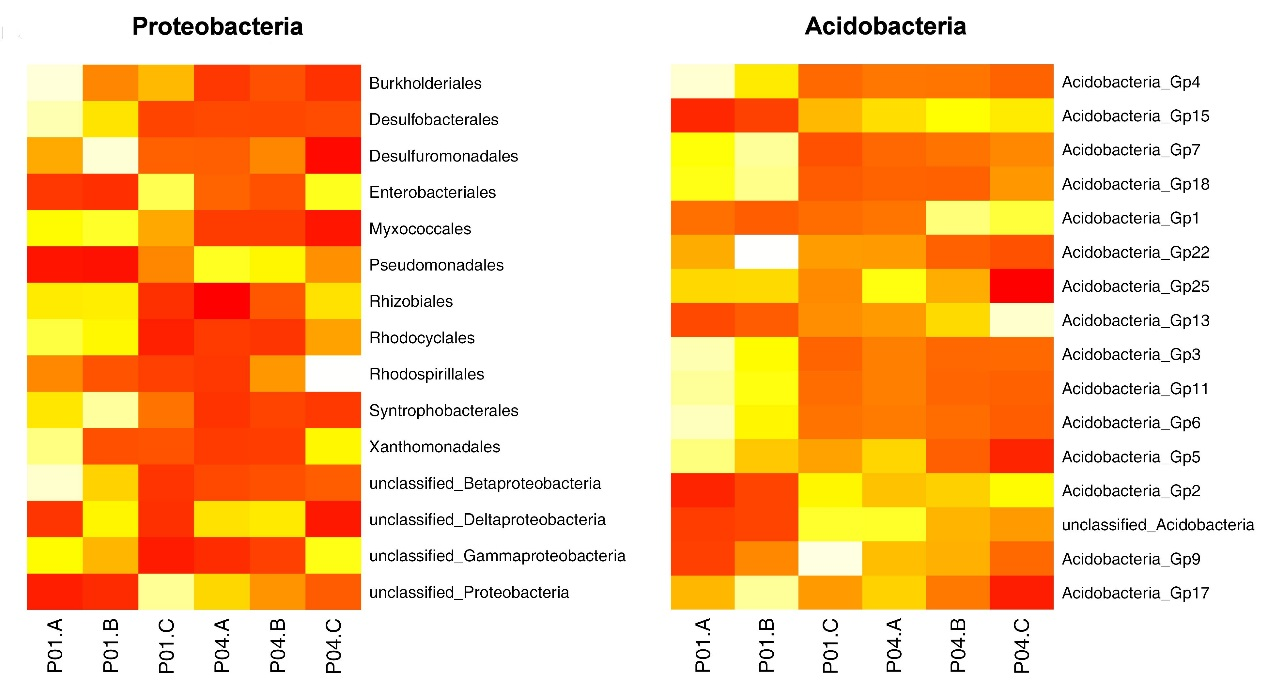 Proteobacteria
Burkholderiales
Desulfobacterales
Desulfuromonadales
Enterobacteriales
Myxococcales
Pseudomonadales
Rhizobiales
Rhodocyclales
Rhodospirillales
Syntrophobacterales
Xanthomonadales
unclassified_Betaproteobacteria
unclassified_Deltaproteobacteria
unclassified_Gammaproteobacteria
unclassified_Proteobacteria
P01.A
P01.B
P01.C
P04.A
P04.B
P04.C
Acidobacteria
Acidobacteria_Gp4
Acidobacteria_Gp15
Acidobacteria_Gp7
Acidobacteria_Gp18
Acidobacteria_Gp1
Acidobacteria_Gp22
Acidobacteria_Gp25
Acidobacteria_Gp13
Acidobacteria_Gp3
Acidobacteria_Gp11
Acidobacteria_Gp6
Acidobacteria_Gp5
Acidobacteria_Gp2
unclassified_Acidobacteria
Acidobacteria_Gp9
Acidobacteria_Gp17
P01.A
P01.B
P01.C
P04.A
P04.B
P04.C